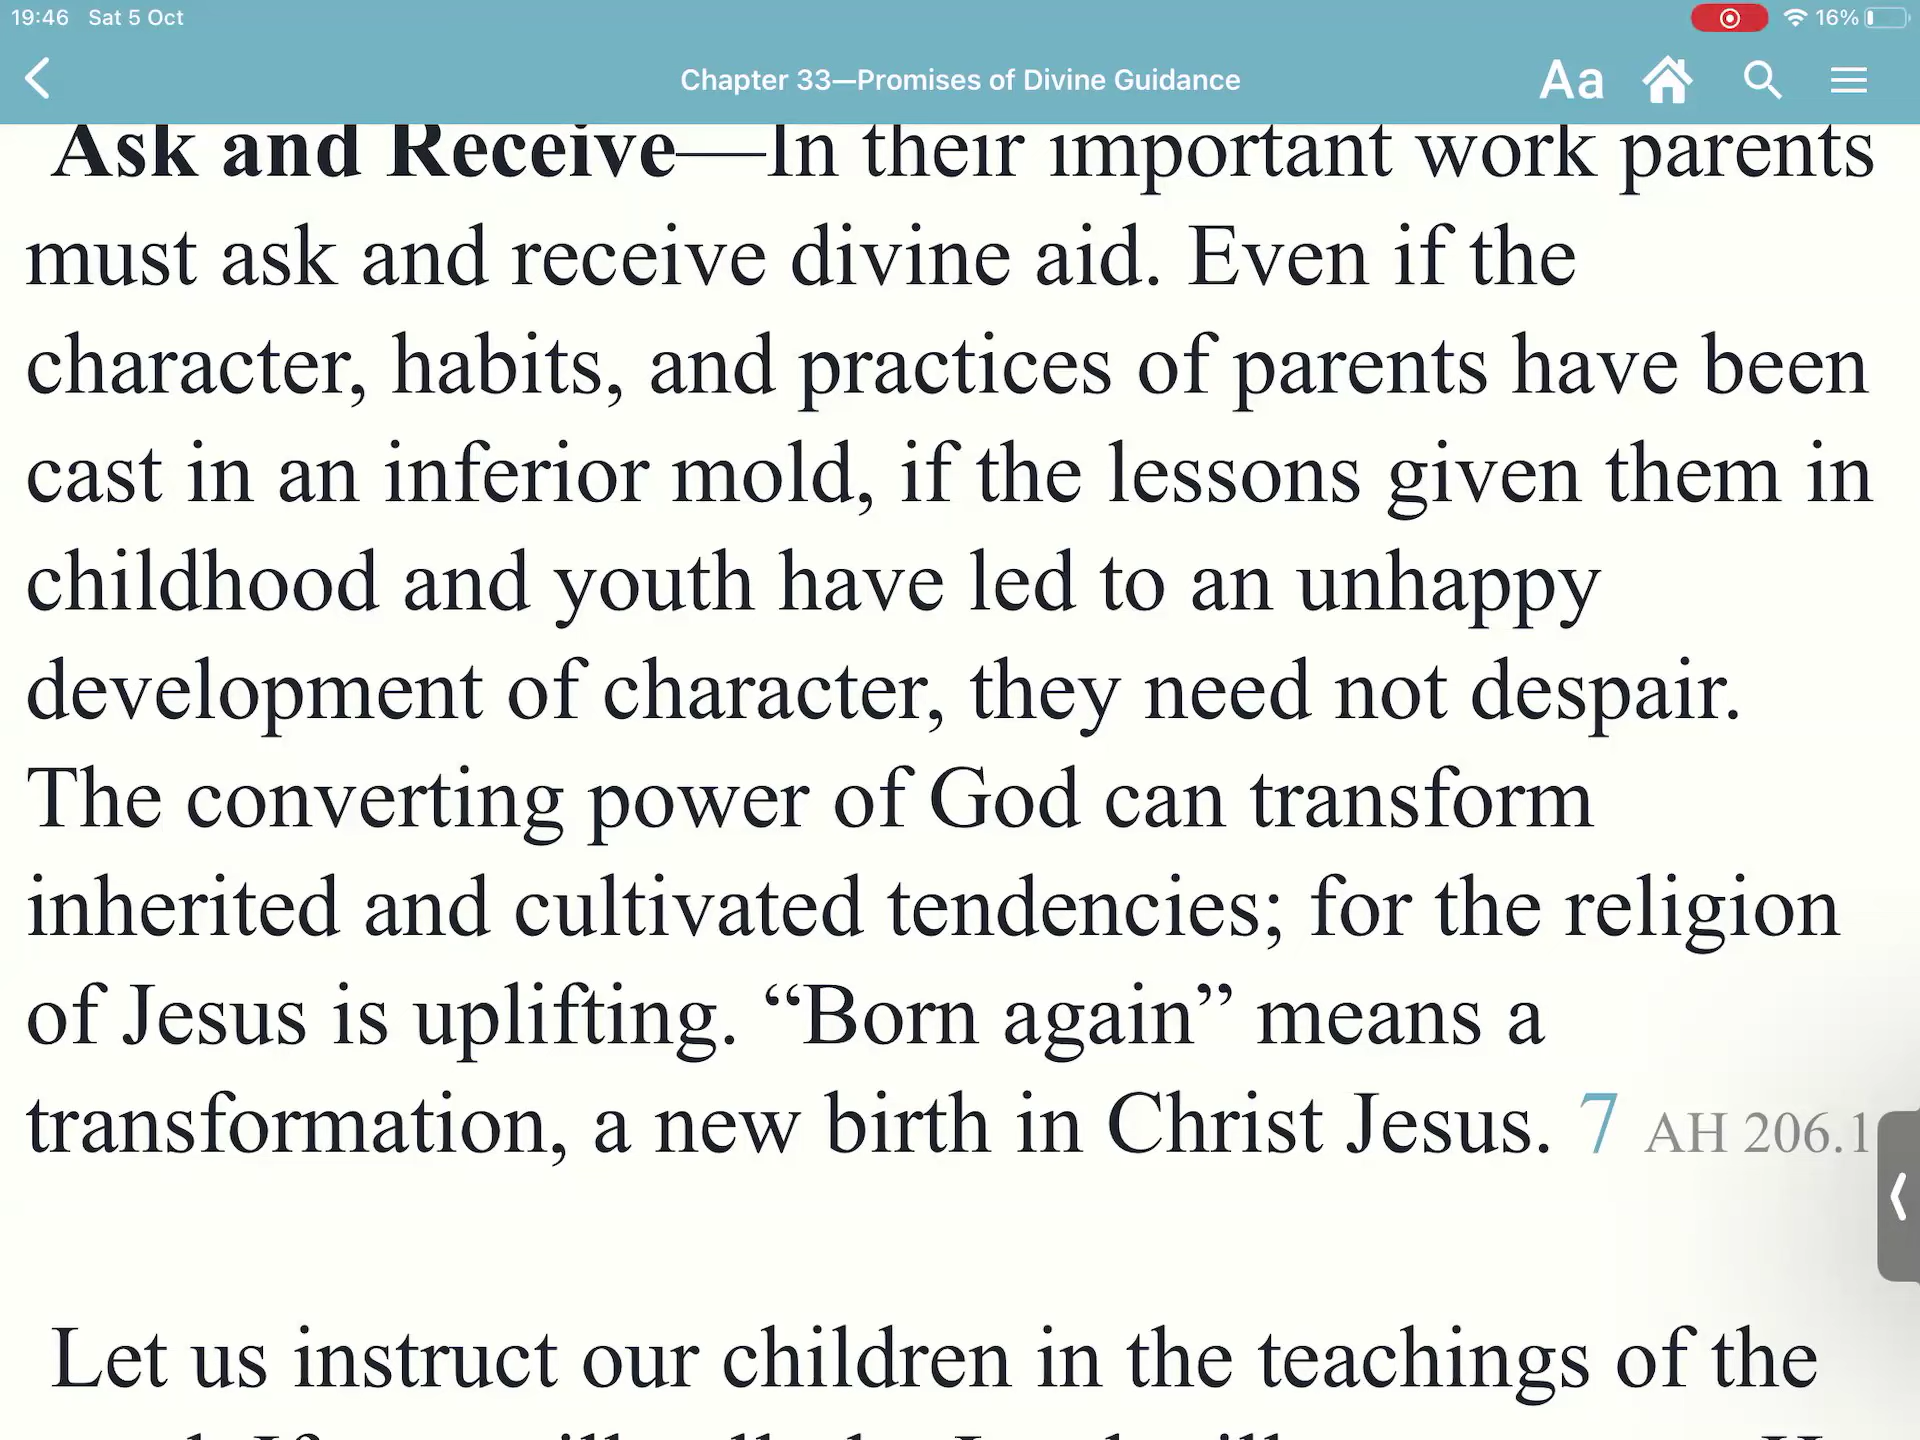 19:46 Sat 5 Oct 16%
Chapter 33—Promises of Divine Guidance Aa
Ask and Receive—In their important work parents
must ask and receive divine aid. Even if the
character, habits, and practices of parents have been
cast in an inferior mold, if the lessons given them in
childhood and youth have led to an unhappy
development of character, they need not despair.
The converting power of God can transform
inherited and cultivated tendencies; for the religion
of Jesus is uplifting. “Born again” means a
transformation, a new birth in Christ Jesus. 7 AH 206.1
Let us instruct our children in the teachings of the